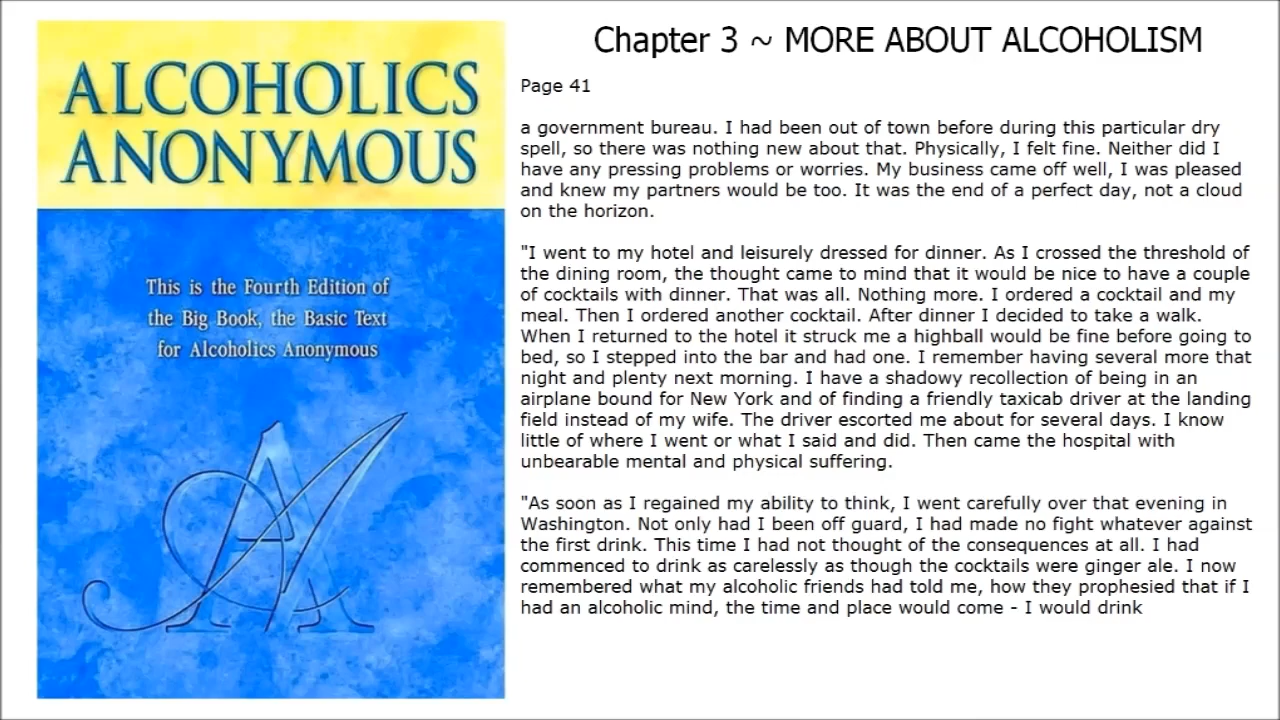 ALCOHOLICS
ANONYMOUS
This is the Fourth Edition of
the Big Book, the Basic Text
for Alcoholics Anonymous
AA
Chapter 3 ~ MORE ABOUT ALCOHOLISM
Page 41
a government bureau. I had been out of town before during this particular dry
spell, so there was nothing new about that. Physically, I felt fine. Neither did I
have any pressing problems or worries. My business came off well, I was pleased
and knew my partners would be too. It was the end of a perfect day, not a cloud
on the horizon.
"I went to my hotel and leisurely dressed for dinner. As I crossed the threshold of
the dining room, the thought came to mind that it would be nice to have a couple
of cocktails with dinner. That was all. Nothing more. I ordered a cocktail and my
meal. Then I ordered another cocktail. After dinner I decided to take a walk.
When I returned to the hotel it struck me a highball would be fine before going to
bed, so I stepped into the bar and had one. I remember having several more that
night and plenty next morning. I have a shadowy recollection of being in an
airplane bound for New York and of finding a friendly taxicab driver at the landing
field instead of my wife. The driver escorted me about for several days. I know
little of where I went or what I said and did. Then came the hospital with
unbearable mental and physical suffering.
"As soon as I regained my ability to think, I went carefully over that evening in
Washington. Not only had I been off guard, I had made no fight whatever against
the first drink. This time I had not thought of the consequences at all. I had
commenced to drink as carelessly as though the cocktails were ginger ale. I now
remembered what my alcoholic friends had told me, how they prophesied that if I
had an alcoholic mind, the time and place would come - I would drink